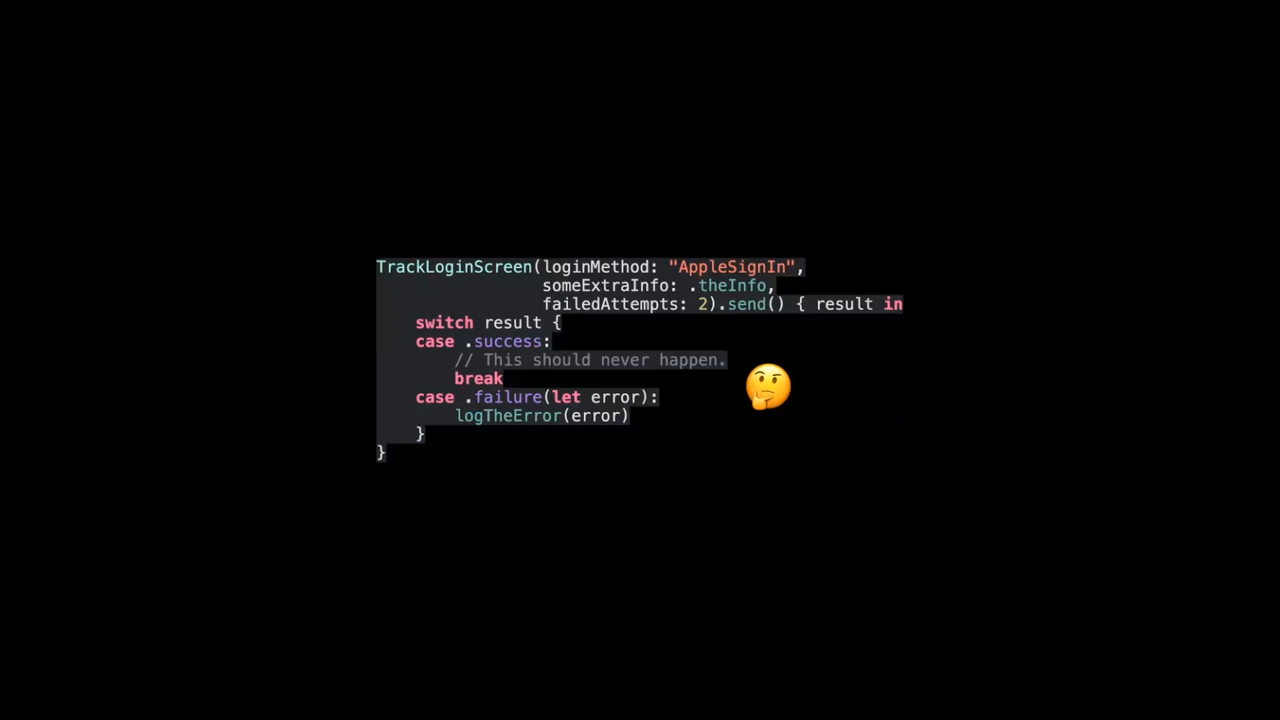 TrackLoginScreen(loginMethod: "AppleSignIn",
                 someExtraInfo: .theInfo,
                 failedAttempts: 2).send() { result in
    switch result {
    case .success:
        // This should never happen.
        break
    case .failure(let error):
        logTheError(error)
    }
}